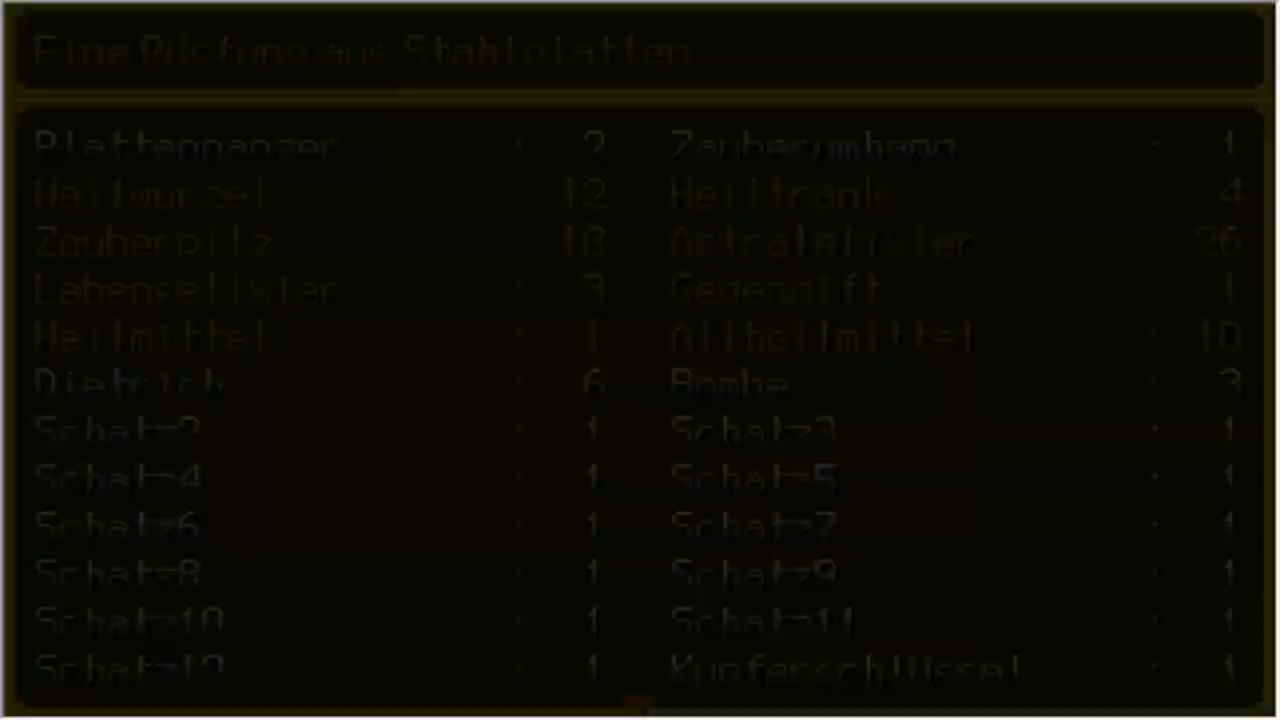 Eine Rüstung aus Stahlplatten
Plattenpanzer : 2 Zauberumhang : 1
Heilwurzel 12 Heiltrank 4
Zauberpilz 18 Astralelixier 96
Lebenselixier : 3 Gegengift 1
Heilmittel : 1 Allheilmittel : 10
Dietrich : 6 Bombe : 3
Schatz2 : 1 Schatz3 : 1
Schatz4 : 1 Schatz5 : 1
Schatz6 : 1 Schatz7 : 1
Schatz8 : 1 Schatz9 : 1
Schatz10 : 1 Schatz11 : 1
Schatz12 : 1 Kupferschlüssel : 1